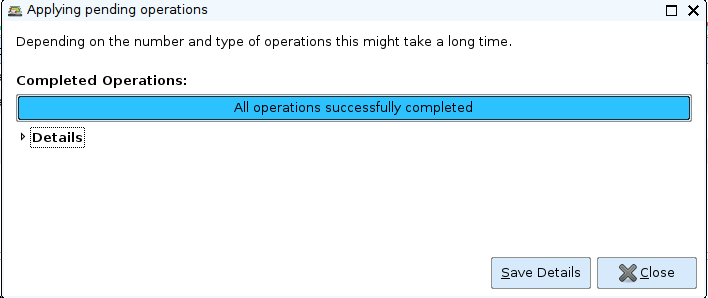 Applying pending operations
Depending on the number and type of operations this might take a long time.
Completed Operations:
All operations successfully completed
Details
Save Details
Close